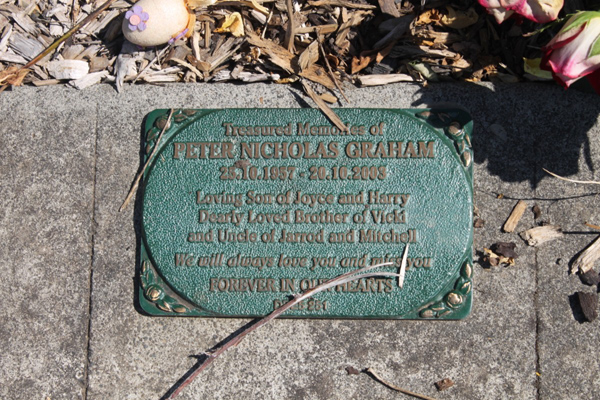 Treasured Memories of
PETER NICHOLAS GRAHAM
25.10.1957 - 20.10.2008
Loving Son of Joyce and Harry
Dearly Loved Brother of Vicki
and Uncle of Jarrod and Mitchell
We will always love you and miss you
FOREVER IN OUR HEARTS